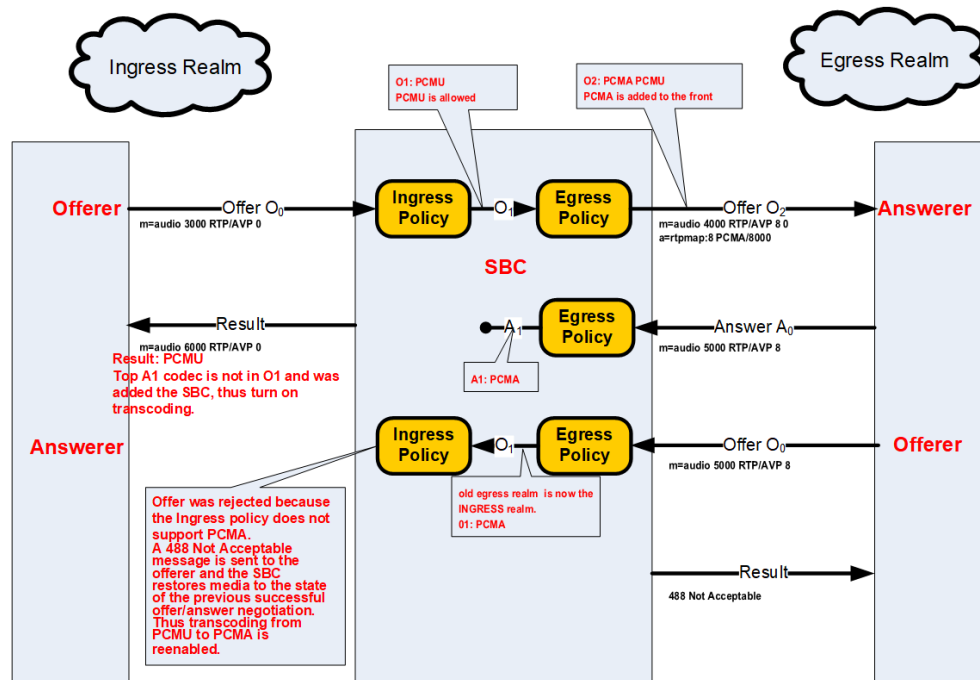 Ingress Realm
Egress Realm
O1: PCMU
PCMU is allowed
O2: PCMA PCMU
PCMA is added to the front
Offerer
Offer O0
m=audio 3000 RTP/AVP 0
Ingress
Policy
O1
Egress
Policy
Offer O2
m=audio 4000 RTP/AVP 8 0
a=rtpmap:8 PCMA/8000
Answerer
SBC
Result
m=audio 6000 RTP/AVP 0
Result: PCMU
Top A1 codec is not in O1 and was
added the SBC, thus turn on
transcoding.
A1
Egress
Policy
Answer A0
m=audio 5000 RTP/AVP 8
A1: PCMA
Answerer
Ingress
Policy
O1
Egress
Policy
Offer O0
m=audio 5000 RTP/AVP 8
Offerer
Offer was rejected because
the Ingress policy does not
support PCMA.
A 488 Not Acceptable
message is sent to the
offerer and the SBC
restores media to the state
of the previous successful
offer/answer negotiation.
Thus transcoding from
PCMU to PCMA is
reenabled.
old egress realm is now the
INGRESS realm.
01: PCMA
Result
488 Not Acceptable